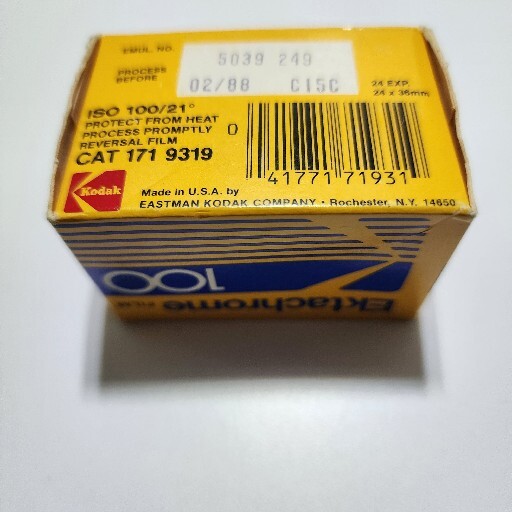 EMUL. NO.
5039 249
PROCESS
BEFORE
02/88 C15C
24 EXP.
24 x 36mm
ISO 100/21°
PROTECT FROM HEAT
PROCESS PROMPTLY
REVERSAL FILM
CAT 171 9319
0 41771 71931
Kodak
Made in U.S.A. by
EASTMAN KODAK COMPANY · Rochester, N.Y. 14650
100
Ektachrome FILM